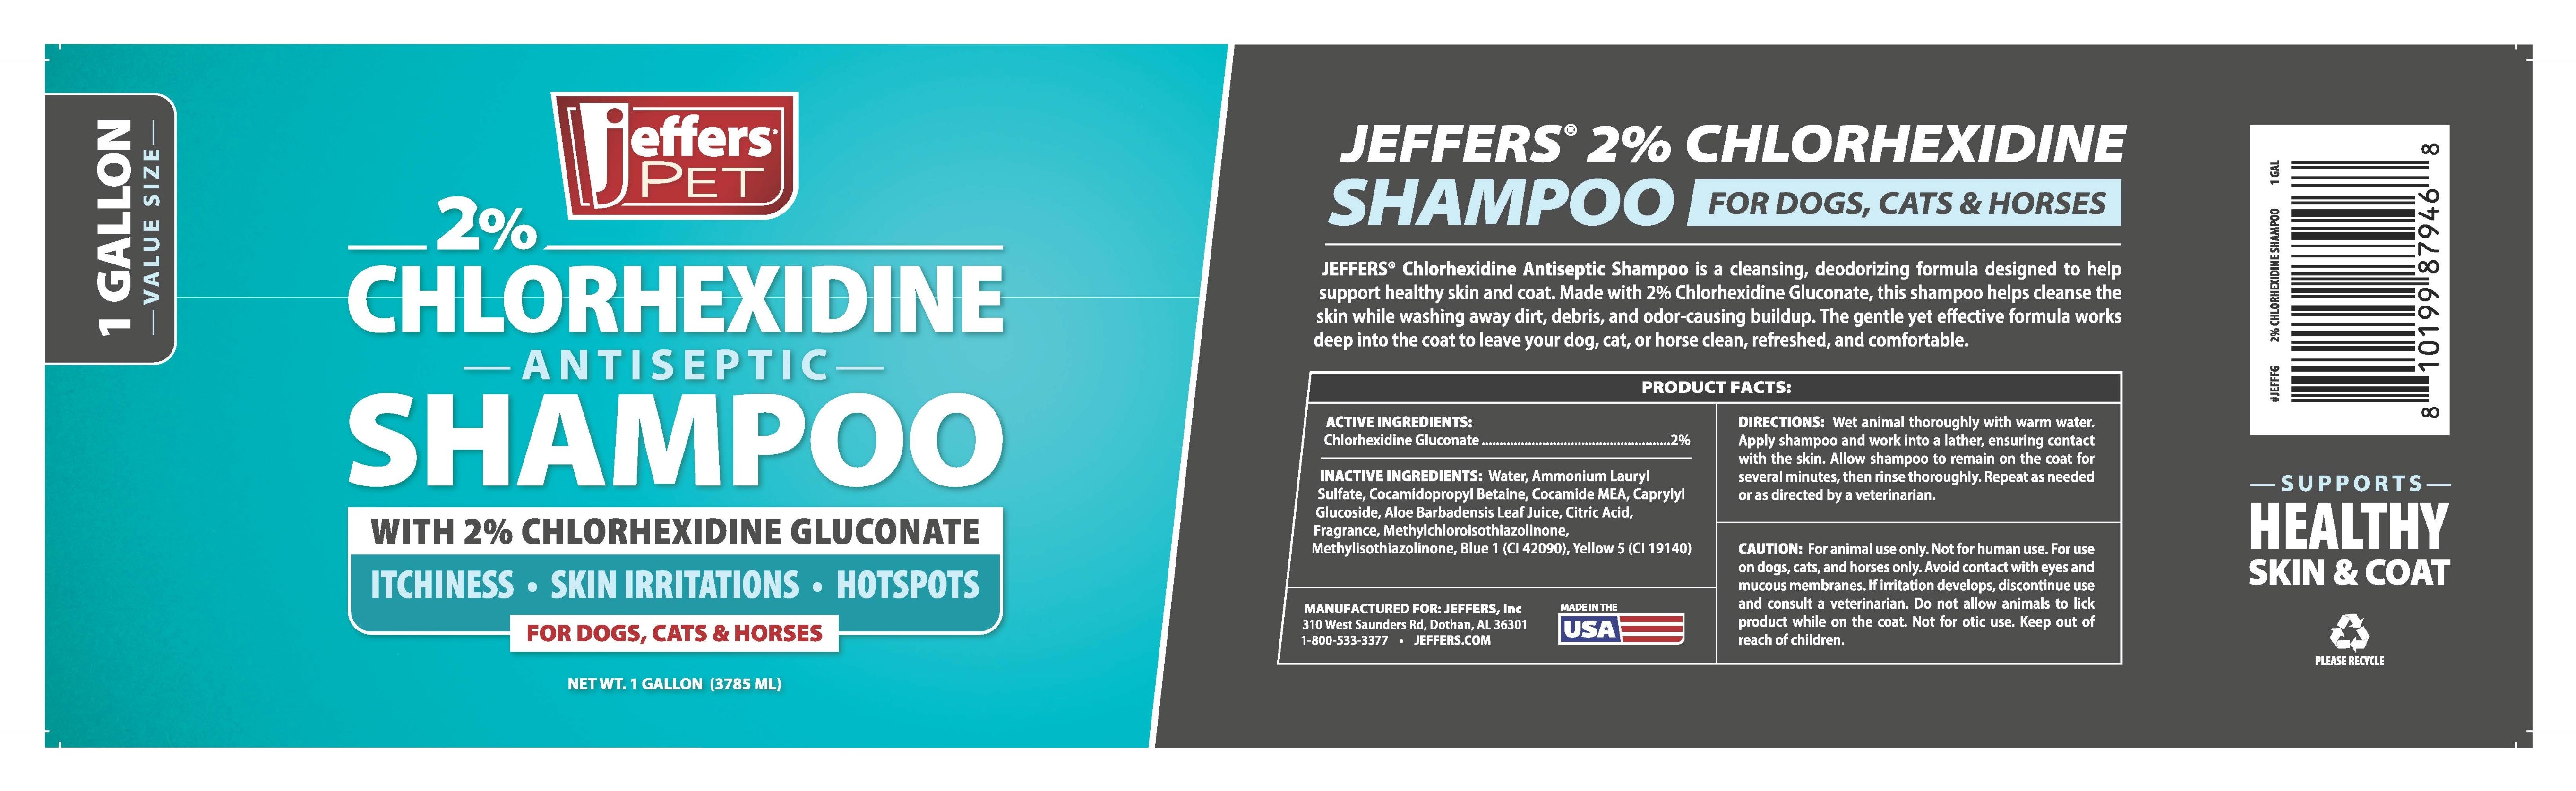 1 GALLON
VALUE SIZE
jeffers
PET
2%
CHLORHEXIDINE
ANTISEPTIC
SHAMPOO
WITH 2% CHLORHEXIDINE GLUCONATE
ITCHINESS • SKIN IRRITATIONS • HOTSPOTS
FOR DOGS, CATS & HORSES
NET WT. 1 GALLON (3785 ML)
JEFFERS® 2% CHLORHEXIDINE
SHAMPOO FOR DOGS, CATS & HORSES
JEFFERS® Chlorhexidine Antiseptic Shampoo is a cleansing, deodorizing formula designed to help
support healthy skin and coat. Made with 2% Chlorhexidine Gluconate, this shampoo helps cleanse the
skin while washing away dirt, debris, and odor-causing buildup. The gentle yet effective formula works
deep into the coat to leave your dog, cat, or horse clean, refreshed, and comfortable.
PRODUCT FACTS:
ACTIVE INGREDIENTS:
Chlorhexidine Gluconate.....................................................2%
INACTIVE INGREDIENTS: Water, Ammonium Lauryl
Sulfate, Cocamidopropyl Betaine, Cocamide MEA, Caprylyl
Glucoside, Aloe Barbadensis Leaf Juice, Citric Acid,
Fragrance, Methylchloroisothiazolinone,
Methylisothiazolinone, Blue 1 (CI 42090), Yellow 5 (CI 19140)
MANUFACTURED FOR: JEFFERS, Inc
310 West Saunders Rd, Dothan, AL 36301
1-800-533-3377 • JEFFERS.COM
MADE IN THE
USA
DIRECTIONS: Wet animal thoroughly with warm water.
Apply shampoo and work into a lather, ensuring contact
with the skin. Allow shampoo to remain on the coat for
several minutes, then rinse thoroughly. Repeat as needed
or as directed by a veterinarian.
CAUTION: For animal use only. Not for human use. For use
on dogs, cats, and horses only. Avoid contact with eyes and
mucous membranes. If irritation develops, discontinue use
and consult a veterinarian. Do not allow animals to lick
product while on the coat. Not for otic use. Keep out of
reach of children.
#JEFFFG 2% CHLORHEXIDINE SHAMPOO 1 GAL
8 10199 87946 8
SUPPORTS
HEALTHY
SKIN & COAT
PLEASE RECYCLE